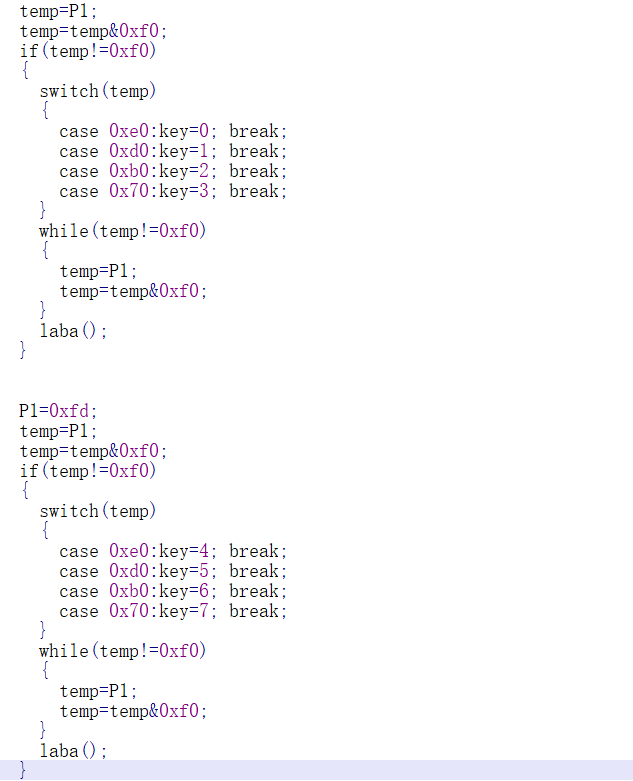 temp=P1;
temp=temp&0xf0;
if(temp!=0xf0)
{
switch(temp)
{
case 0xe0:key=0; break;
case 0xd0:key=1; break;
case 0xb0:key=2; break;
case 0x70:key=3; break;
}
while(temp!=0xf0)
{
temp=P1;
temp=temp&0xf0;
}
laba();
}
P1=0xfd;
temp=P1;
temp=temp&0xf0;
if(temp!=0xf0)
{
switch(temp)
{
case 0xe0:key=4; break;
case 0xd0:key=5; break;
case 0xb0:key=6; break;
case 0x70:key=7; break;
}
while(temp!=0xf0)
{
temp=P1;
temp=temp&0xf0;
}
laba();
}